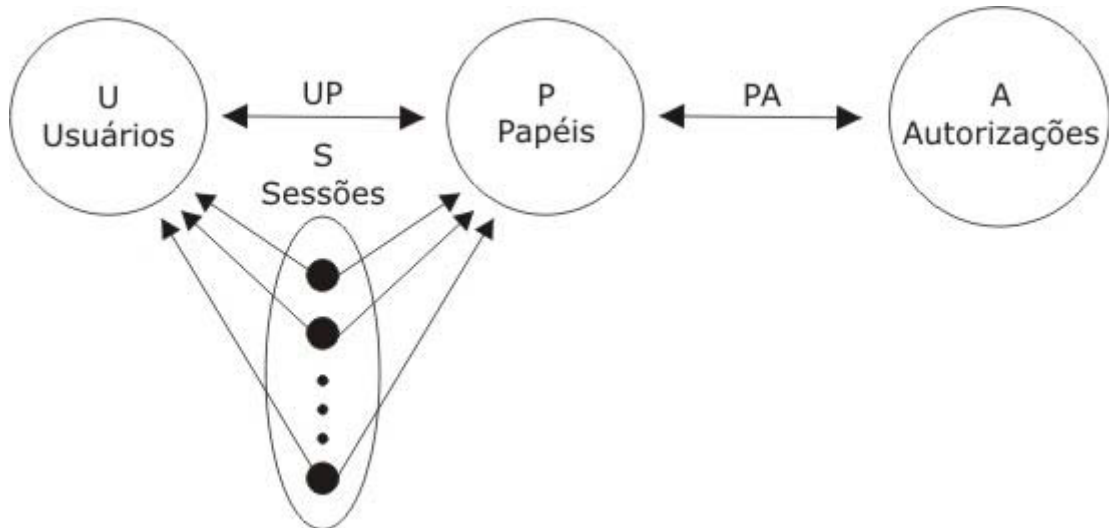 U
Usuários
UP
P
Papéis
PA
A
Autorizações
S
Sessões